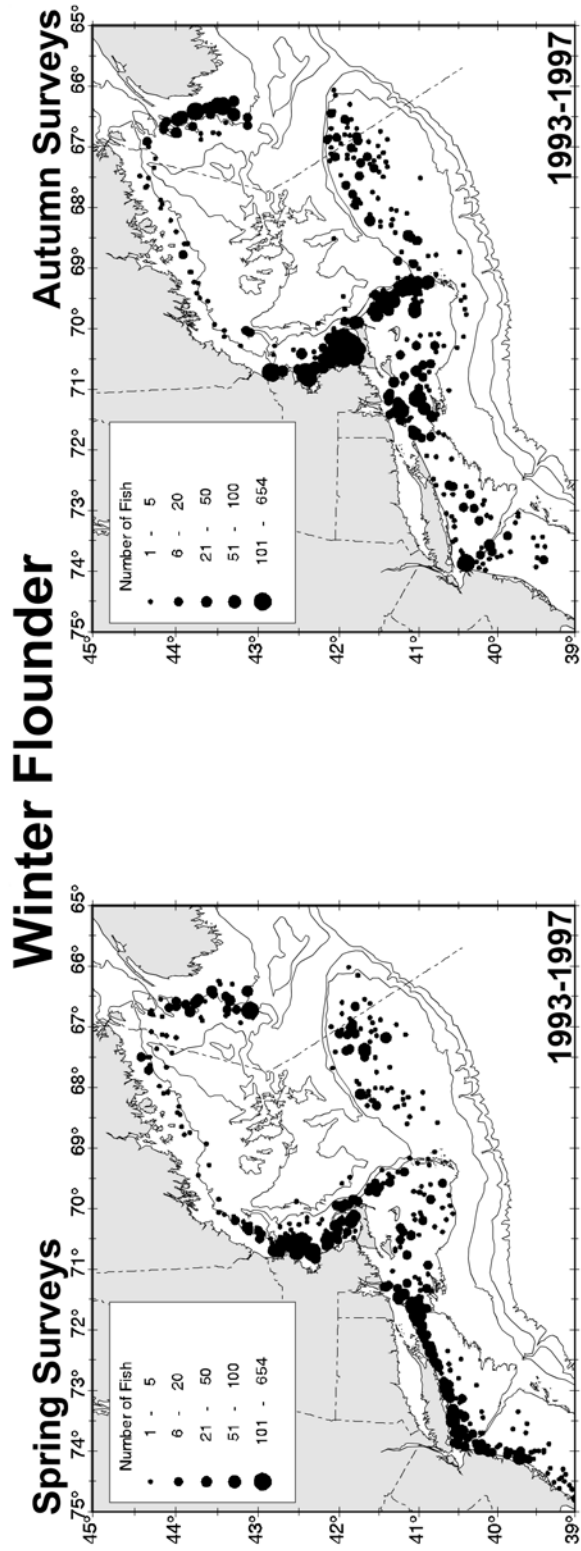 Winter Flounder
Spring Surveys
Number of Fish
1 - 5
6 - 20
21 - 50
51 - 100
101 - 654
75° 74° 73° 72° 71° 70° 69° 68° 67° 66° 65°
45°
44°
43°
42°
41°
40°
39°
1993-1997
Autumn Surveys
Number of Fish
1 - 5
6 - 20
21 - 50
51 - 100
101 - 654
75° 74° 73° 72° 71° 70° 69° 68° 67° 66° 65°
45°
44°
43°
42°
41°
40°
39°
1993-1997